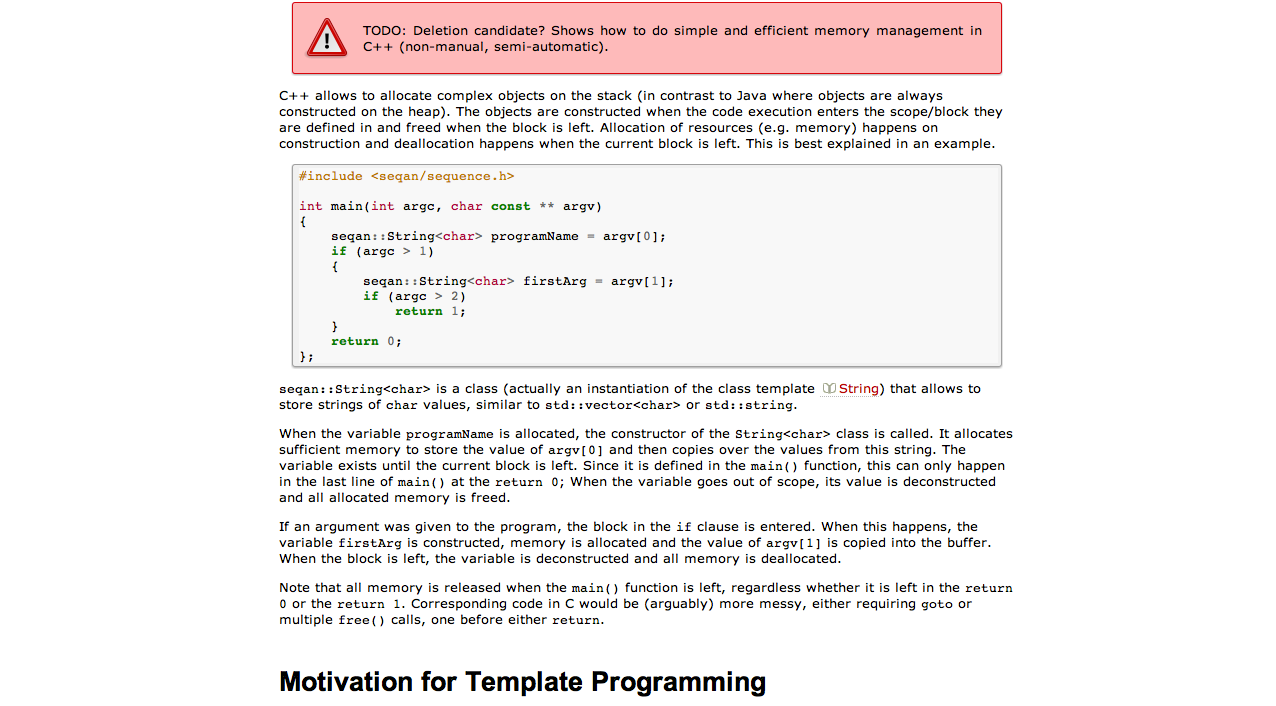 TODO: Deletion candidate? Shows how to do simple and efficient memory management in
C++ (non-manual, semi-automatic).
C++ allows to allocate complex objects on the stack (in contrast to Java where objects are always
constructed on the heap). The objects are constructed when the code execution enters the scope/block they
are defined in and freed when the block is left. Allocation of resources (e.g. memory) happens on
construction and deallocation happens when the current block is left. This is best explained in an example.
#include <seqan/sequence.h>
int main(int argc, char const ** argv)
{
    seqan::String<char> programName = argv[0];
    if (argc > 1)
    {
        seqan::String<char> firstArg = argv[1];
        if (argc > 2)
            return 1;
    }
    return 0;
};
seqan::String<char> is a class (actually an instantiation of the class template String) that allows to
store strings of char values, similar to std::vector<char> or std::string.
When the variable programName is allocated, the constructor of the String<char> class is called. It allocates
sufficient memory to store the value of argv[0] and then copies over the values from this string. The
variable exists until the current block is left. Since it is defined in the main() function, this can only happen
in the last line of main() at the return 0; When the variable goes out of scope, its value is deconstructed
and all allocated memory is freed.
If an argument was given to the program, the block in the if clause is entered. When this happens, the
variable firstArg is constructed, memory is allocated and the value of argv[1] is copied into the buffer.
When the block is left, the variable is deconstructed and all memory is deallocated.
Note that all memory is released when the main() function is left, regardless whether it is left in the return
0 or the return 1. Corresponding code in C would be (arguably) more messy, either requiring goto or
multiple free() calls, one before either return.
Motivation for Template Programming